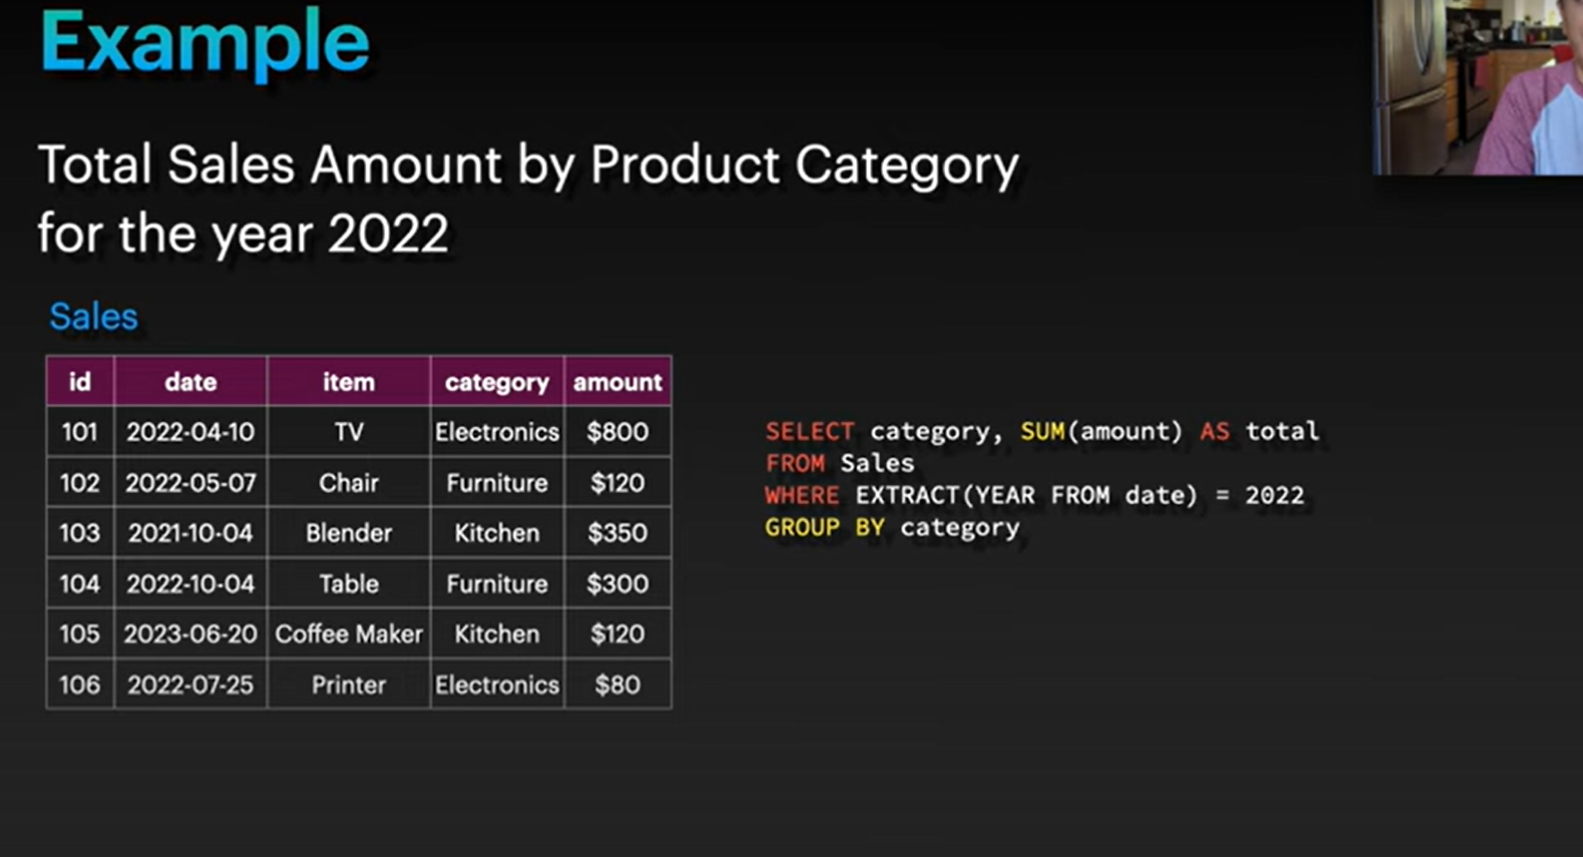 Example
Total Sales Amount by Product Category
for the year 2022
Sales
id date item category amount
101 2022-04-10 TV Electronics $800
102 2022-05-07 Chair Furniture $120
103 2021-10-04 Blender Kitchen $350
104 2022-10-04 Table Furniture $300
105 2023-06-20 Coffee Maker Kitchen $120
106 2022-07-25 Printer Electronics $80
SELECT category, SUM(amount) AS total
FROM Sales
WHERE EXTRACT(YEAR FROM date) = 2022
GROUP BY category